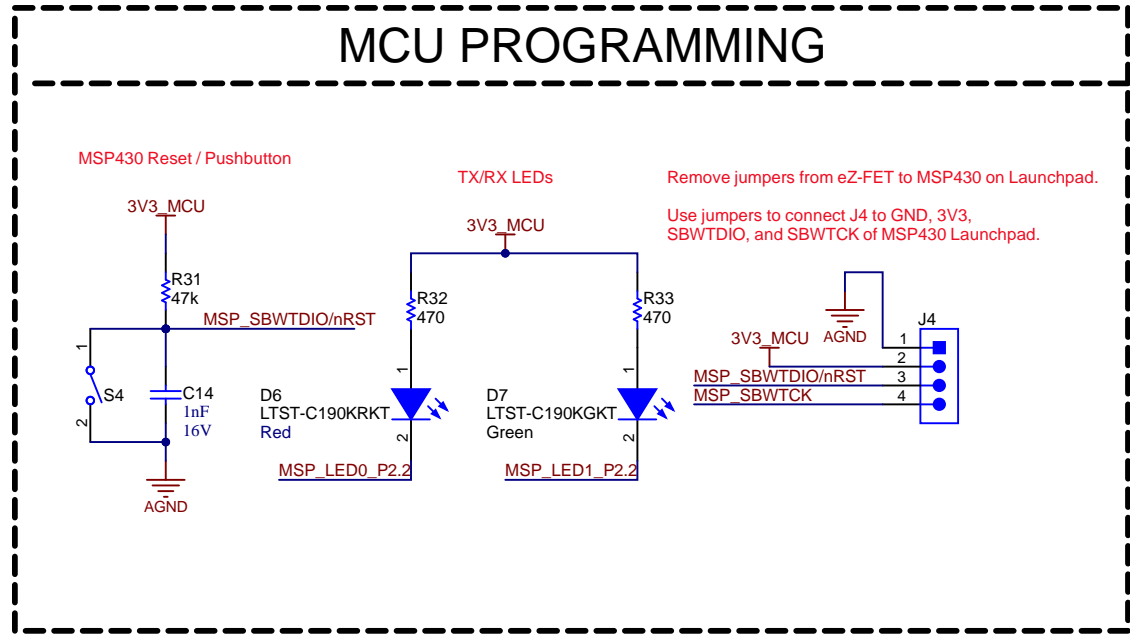 MCU PROGRAMMING
MSP430 Reset / Pushbutton
3V3_MCU
R31
47k
MSP_SBWTDIO/nRST
1
S4
2
C14
1nF
16V
AGND
TX/RX LEDs
3V3_MCU
R32
470
R33
470
1
D6
LTST-C190KRKT
Red
2
MSP_LED0_P2.2
1
D7
LTST-C190KGKT
Green
2
MSP_LED1_P2.2
Remove jumpers from eZ-FET to MSP430 on Launchpad.
Use jumpers to connect J4 to GND, 3V3,
SBWTDIO, and SBWTCK of MSP430 Launchpad.
J4
AGND
3V3_MCU
1
2
MSP_SBWTDIO/nRST
3
MSP_SBWTCK
4